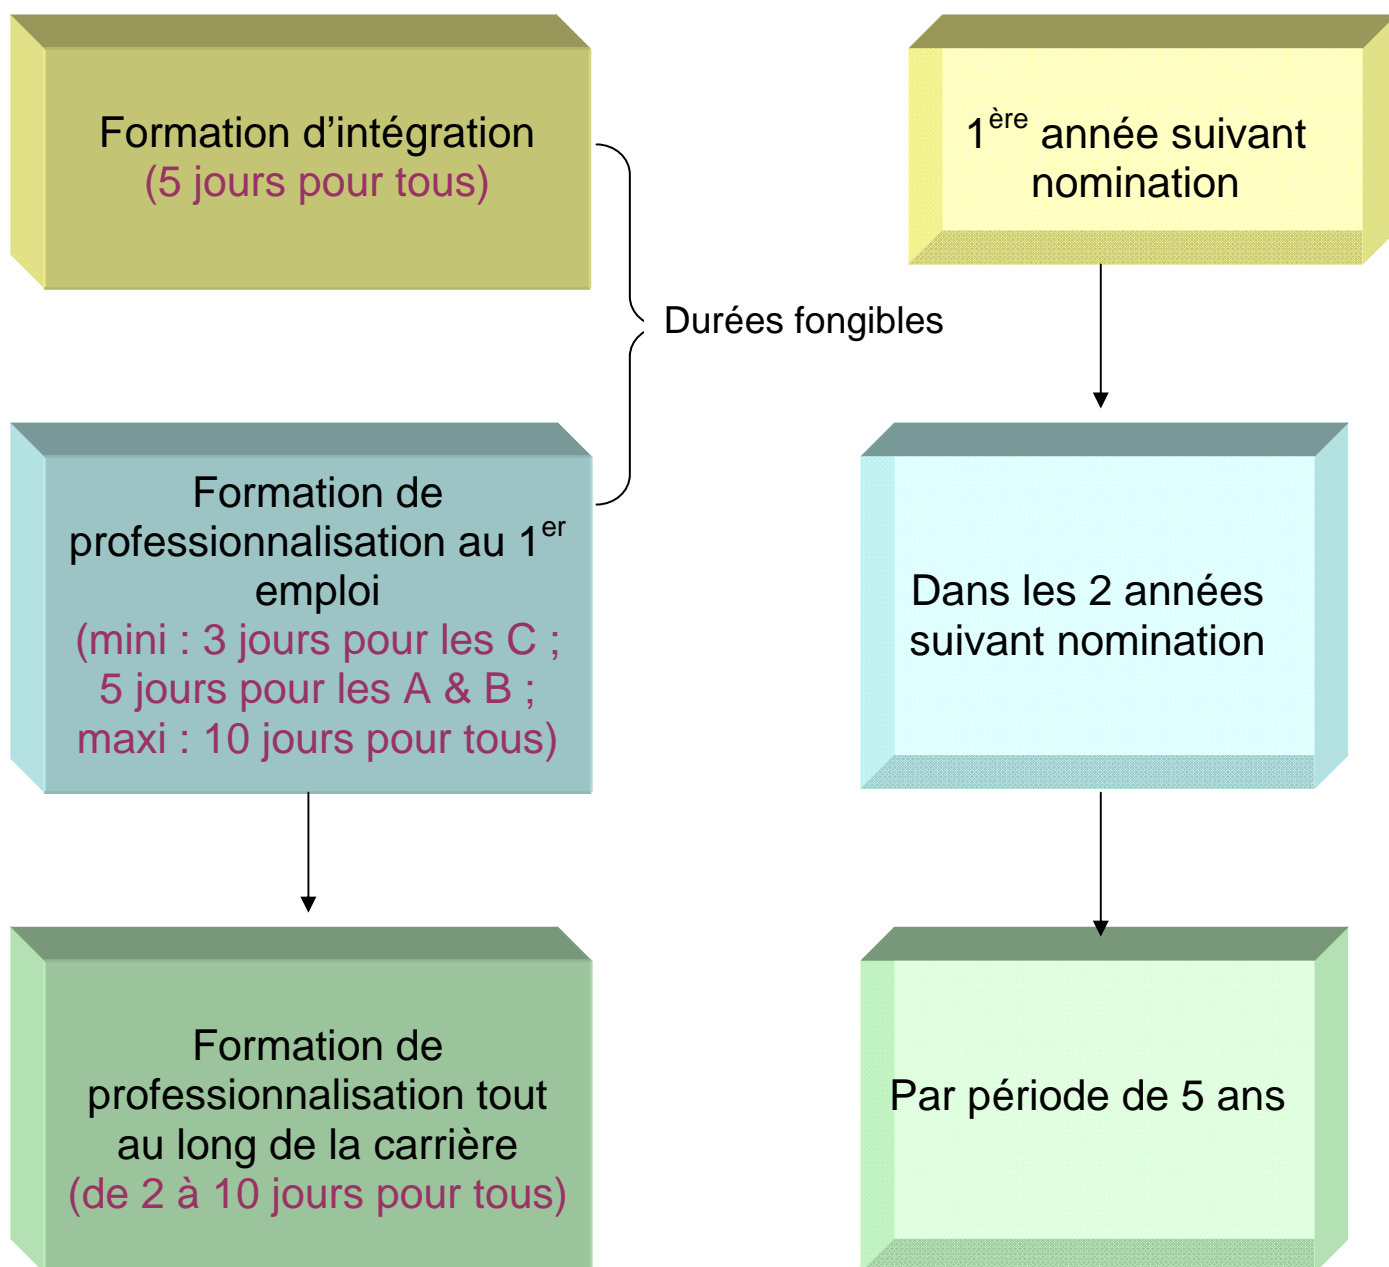 Formation d’intégration
(5 jours pour tous)
1ère année suivant
nomination
Durées fongibles
Formation de
professionnalisation au 1er
emploi
(mini : 3 jours pour les C ;
5 jours pour les A & B ;
maxi : 10 jours pour tous)
Dans les 2 années
suivant nomination
Formation de
professionnalisation tout
au long de la carrière
(de 2 à 10 jours pour tous)
Par période de 5 ans